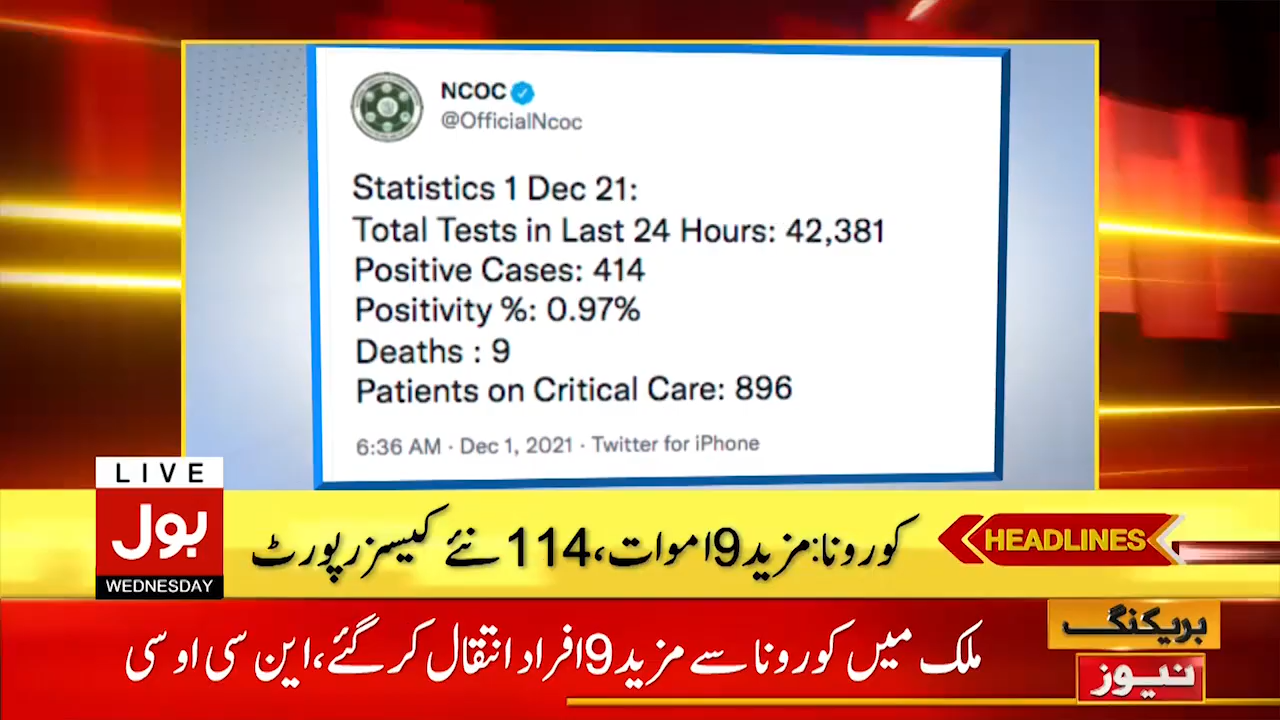 NCOC
@OfficialNcoc
Statistics 1 Dec 21:
Total Tests in Last 24 Hours: 42,381
Positive Cases: 414
Positivity %: 0.97%
Deaths : 9
Patients on Critical Care: 896
6:36 AM · Dec 1, 2021 · Twitter for iPhone
LIVE
بول
WEDNESDAY
HEADLINES
کورونا: مزید 9 اموات، 114 نئے کیسز رپورٹ
بریکنگ
نیوز
ملک میں کورونا سے مزید 9 افراد انتقال کر گئے، این سی او سی